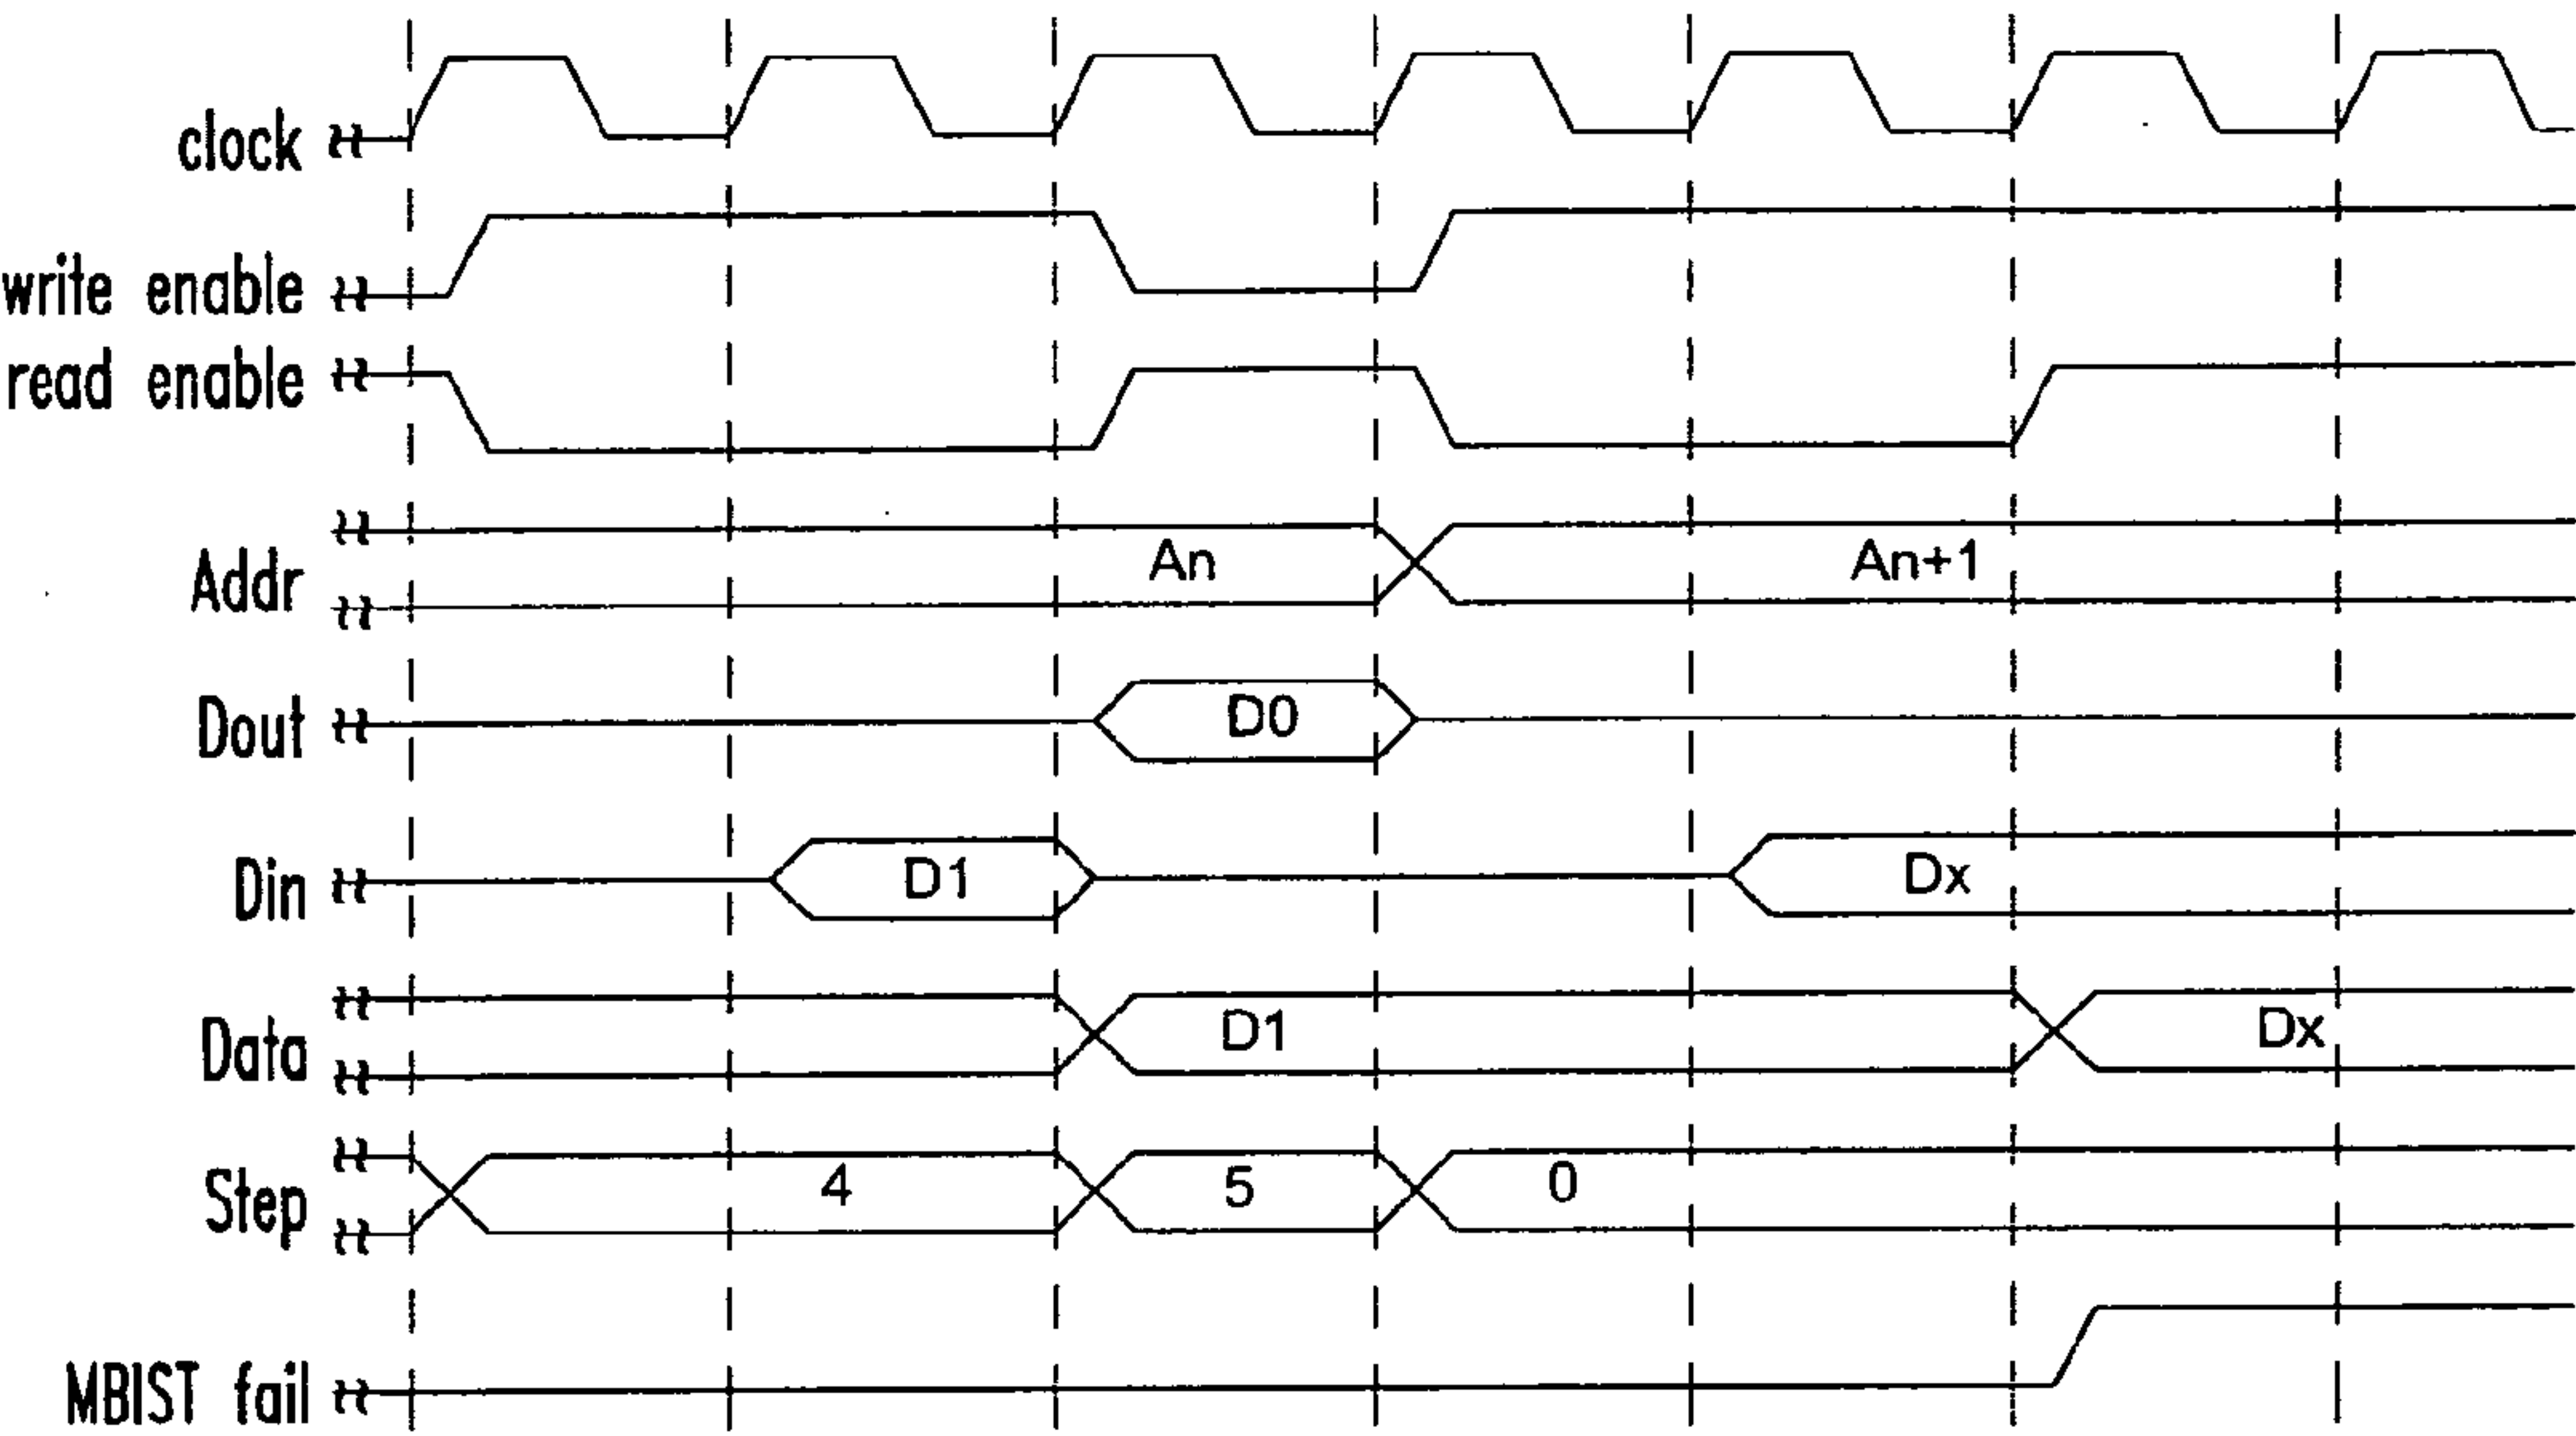 clock
write enable
read enable
Addr An An+1
Dout D0
Din D1 Dx
Data D1 Dx
Step 4 5 0
MBIST fail